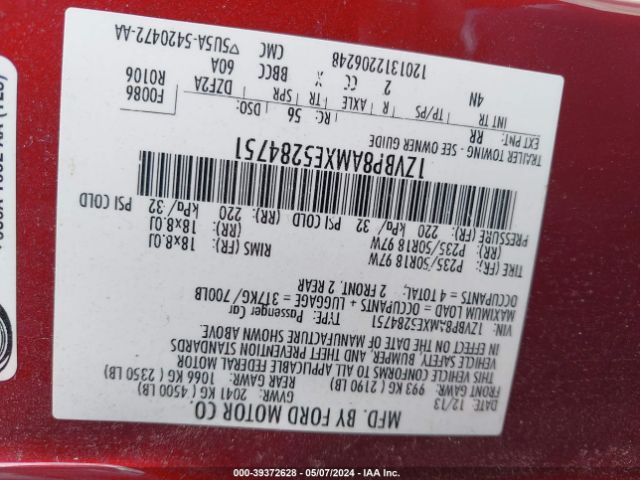 MFD. BY FORD MOTOR CO.
DATE: 12/13 GVWR: 2041 KG ( 4500 LB)
FRONT GAWR: REAR GAWR:
993 KG ( 2190 LB) 1066 KG ( 2350 LB)
THIS VEHICLE CONFORMS TO ALL APPLICABLE FEDERAL MOTOR
VEHICLE SAFETY, BUMPER, AND THEFT PREVENTION STANDARDS
IN EFFECT ON THE DATE OF MANUFACTURE SHOWN ABOVE.
VIN: 1ZVBP8AMXE5284751 TYPE: Passenger Car
MAXIMUM LOAD = OCCUPANTS + LUGGAGE = 317KG/700LB
OCCUPANTS = 4 TOTAL; 2 FRONT, 2 REAR
TIRE (FR): P235/50R18 97W RIMS (FR): 18x8.0J
(RR): P235/50R18 97W (RR): 18x8.0J
PRESSURE (FR): 220 kPa/ 32 PSI COLD (RR): 220 kPa/ 32 PSI COLD
1ZVBP8AMXE5284751
TRAILER TOWING - SEE OWNER GUIDE
EXT PNT: RR RC: 56 DSO: F0086
INT TR TP/PS R AXLE TR SPR DZF2A R0106
4N 2 CC X BBCC 60A
1201312206248 CMC ▽5U5A-5420472-AA
000-39372628 - 05/07/2024 - IAA Inc.